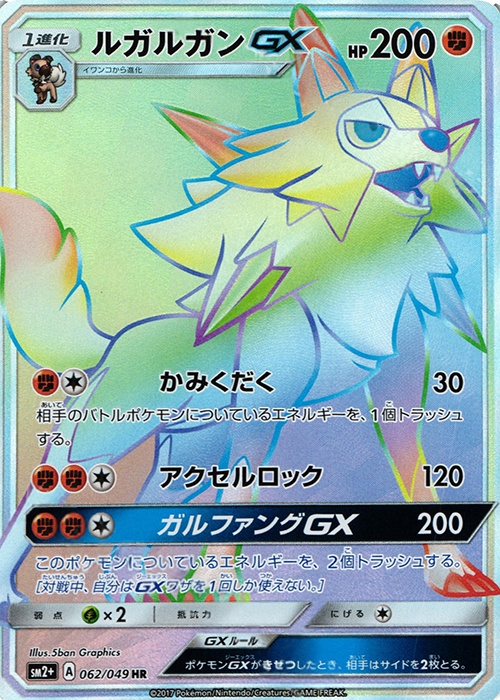 1進化
ルガルガンGX
HP200
イワンコから進化
かみくだく 30
相手のバトルポケモンについているエネルギーを、1個トラッシュ
する。
アクセルロック 120
ガルファングGX 200
このポケモンについているエネルギーを、2個トラッシュする。
[対戦中、自分はGXワザを1回しか使えない。]
弱点 ×2 抵抗力 にげる
Illus.5ban Graphics
GXルール
SM2+ A 062/049 HR
ポケモンGXがきぜつしたとき、相手はサイドを2枚とる。
©2017 Pokémon/Nintendo/Creatures/GAME FREAK.